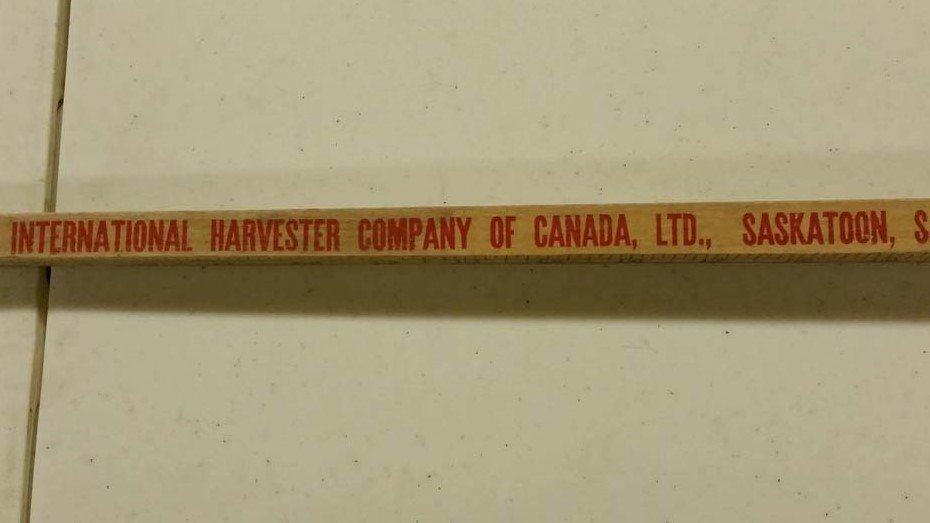 INTERNATIONAL HARVESTER COMPANY OF CANADA, LTD., SASKATOON, S